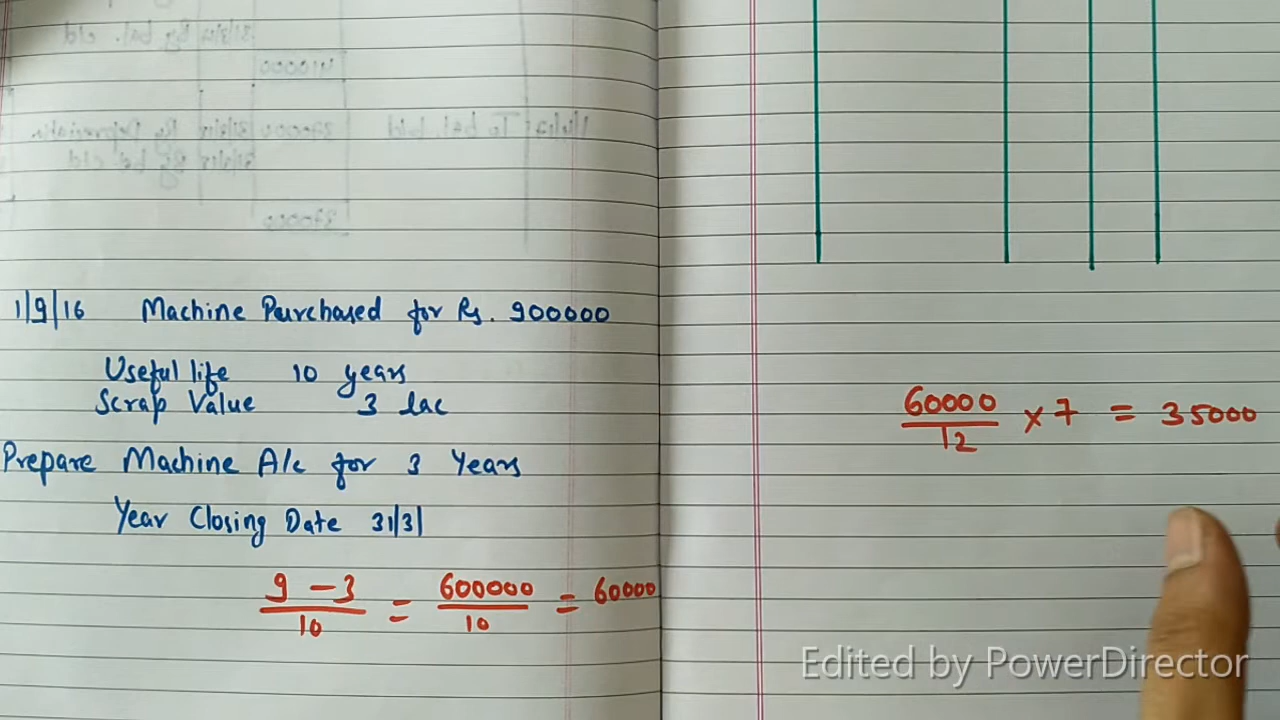 1/9/16 Machine Purchased for Rs. 900000
Useful life 10 years
Scrap Value 3 lac
Prepare Machine A/c for 3 Years
Year Closing Date 31/3/
9 - 3 / 10 = 600000 / 10 = 60000
60000 / 12 x 7 = 35000
Edited by PowerDirector